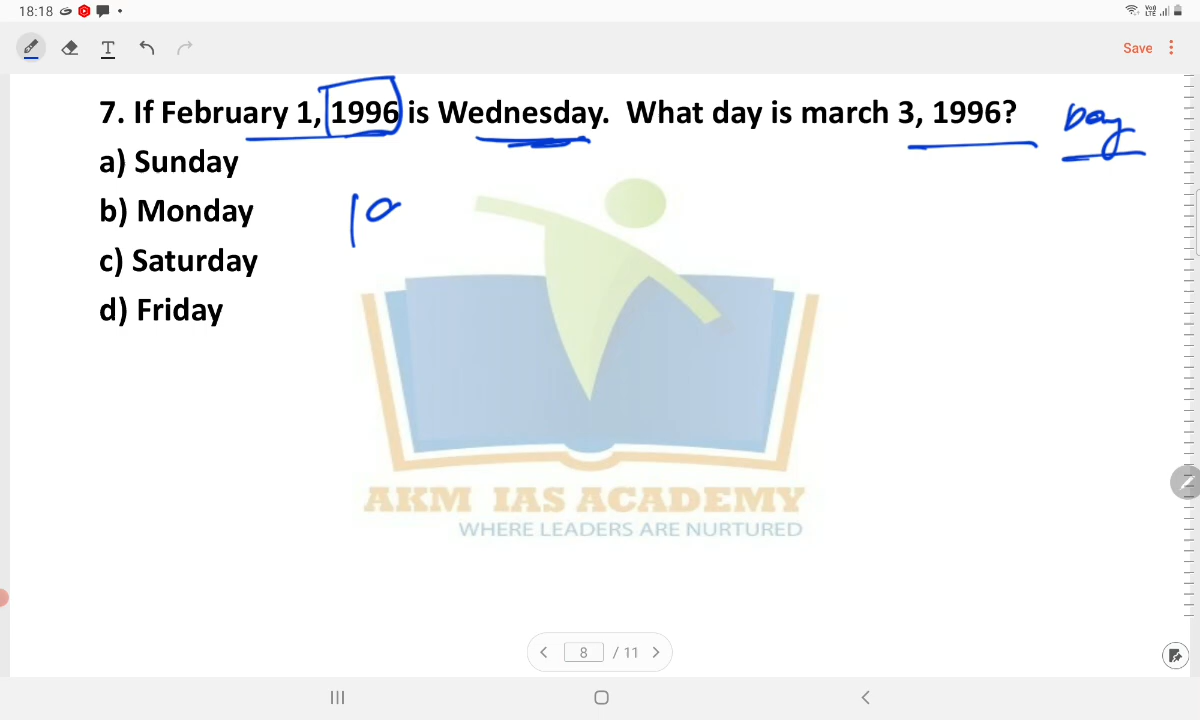 18:18
Save
7. If February 1, 1996 is Wednesday. What day is march 3, 1996? Day
a) Sunday
b) Monday
c) Saturday
d) Friday
AKM IAS ACADEMY
WHERE LEADERS ARE NURTURED
8 / 11